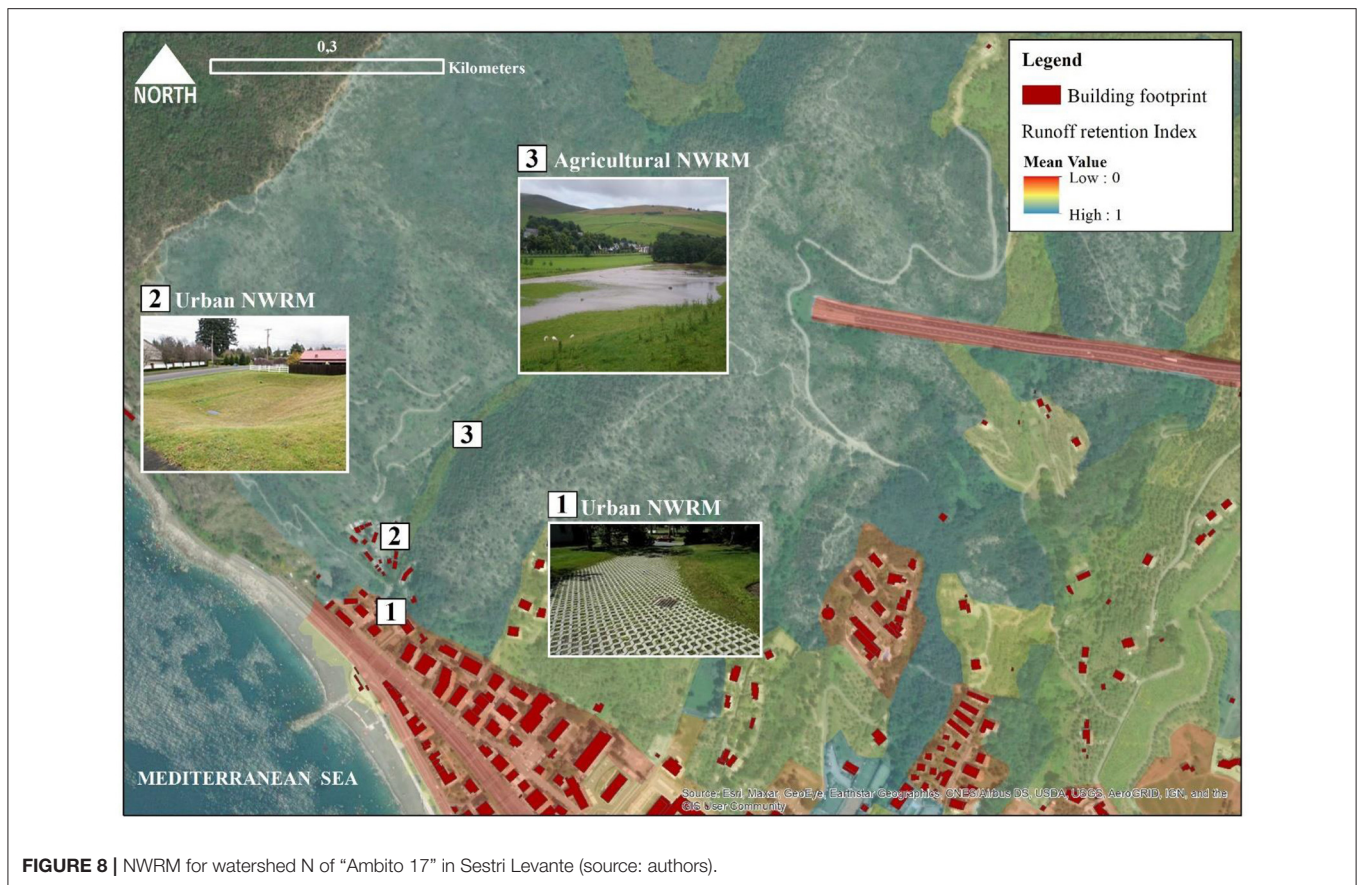 0,3
Kilometers
NORTH
Legend
Building footprint
Runoff retention Index
Mean Value
Low : 0
High : 1
3 Agricultural NWRM
2 Urban NWRM
3
1 Urban NWRM
2
1
MEDITERRANEAN SEA
Source: Esri, Maxar, GeoEye, Earthstar Geographics, CNES/Airbus DS, USDA, USGS, AeroGRID, IGN, and the
GIS User Community
FIGURE 8 | NWRM for watershed N of “Ambito 17” in Sestri Levante (source: authors).